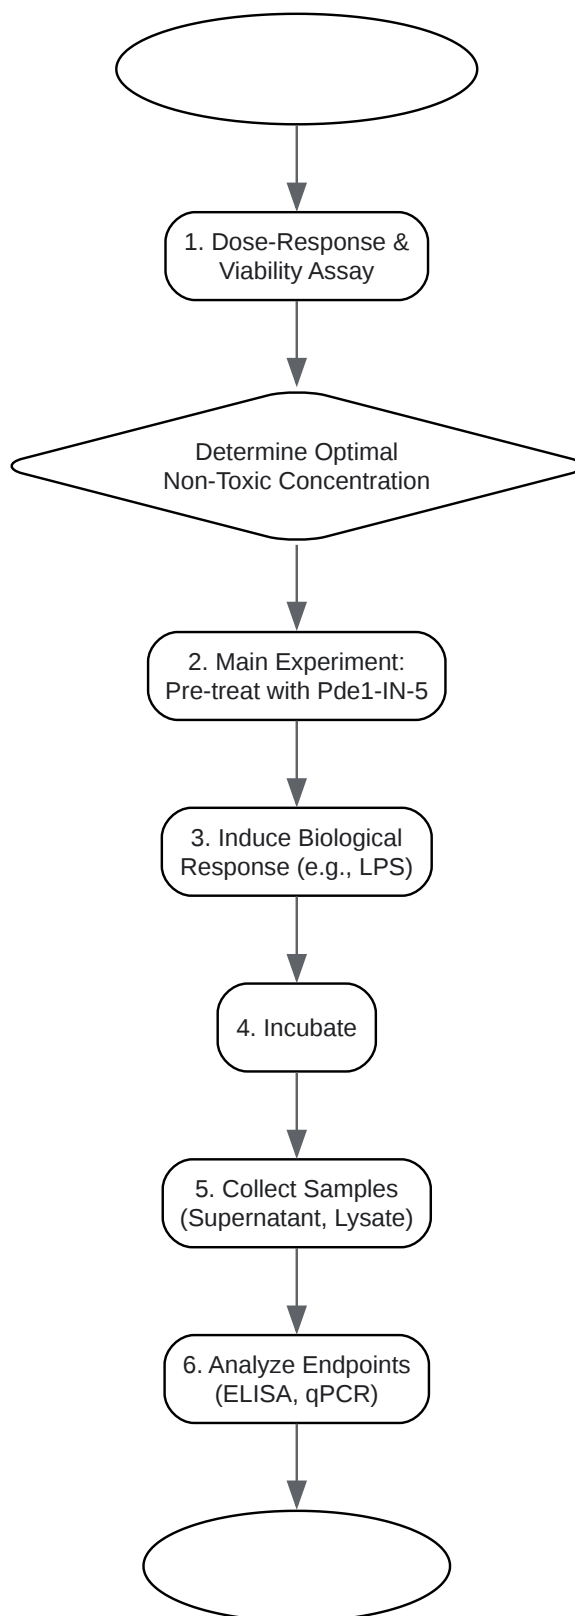 1. Dose-Response &
Viability Assay
Determine Optimal
Non-Toxic Concentration
2. Main Experiment:
Pre-treat with Pde1-IN-5
3. Induce Biological
Response (e.g., LPS)
4. Incubate
5. Collect Samples
(Supernatant, Lysate)
6. Analyze Endpoints
(ELISA, qPCR)